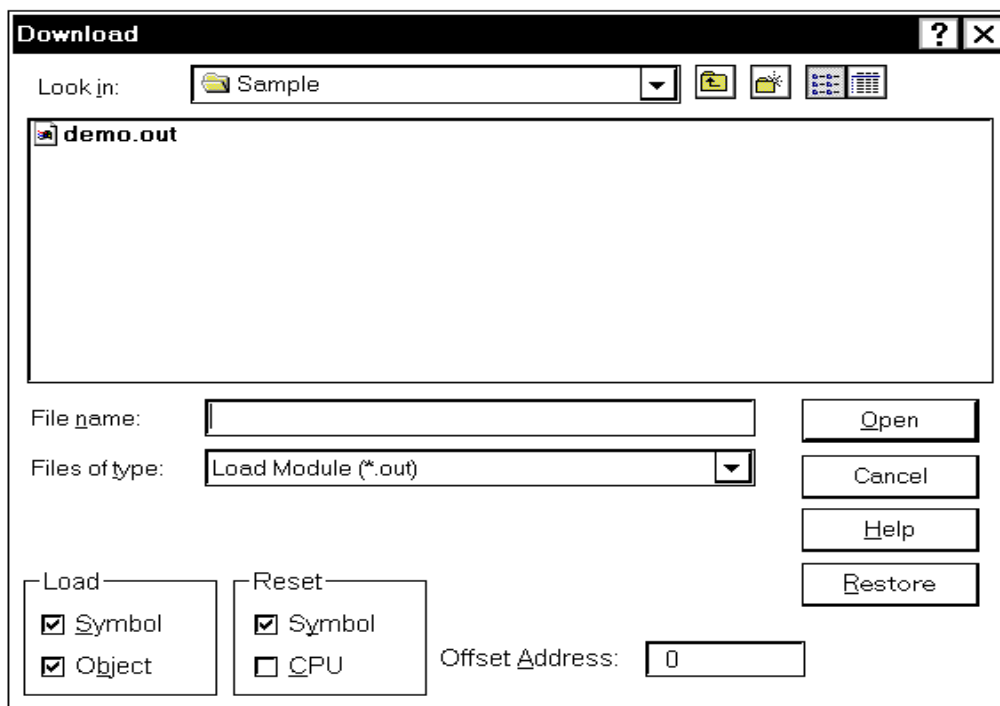 Download
Look in: Sample
demo.out
File name:
Open
Files of type: Load Module (*.out)
Cancel
Help
Restore
Load
Symbol
Object
Reset
Symbol
CPU
Offset Address: 0